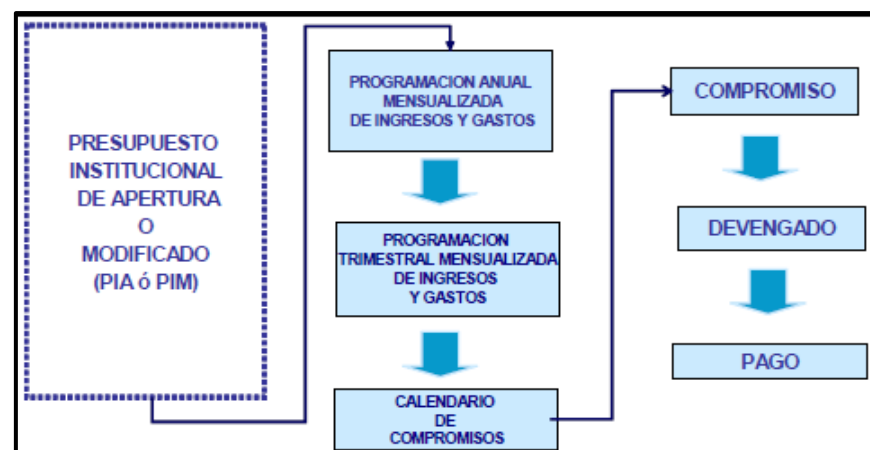 PRESUPUESTO
INSTITUCIONAL
DE APERTURA
O
MODIFICADO
(PIA ó PIM)
PROGRAMACION ANUAL
MENSUALIZADA
DE INGRESOS Y GASTOS
PROGRAMACION
TRIMESTRAL MENSUALIZADA
DE INGRESOS
Y GASTOS
CALENDARIO
DE
COMPROMISOS
COMPROMISO
DEVENGADO
PAGO